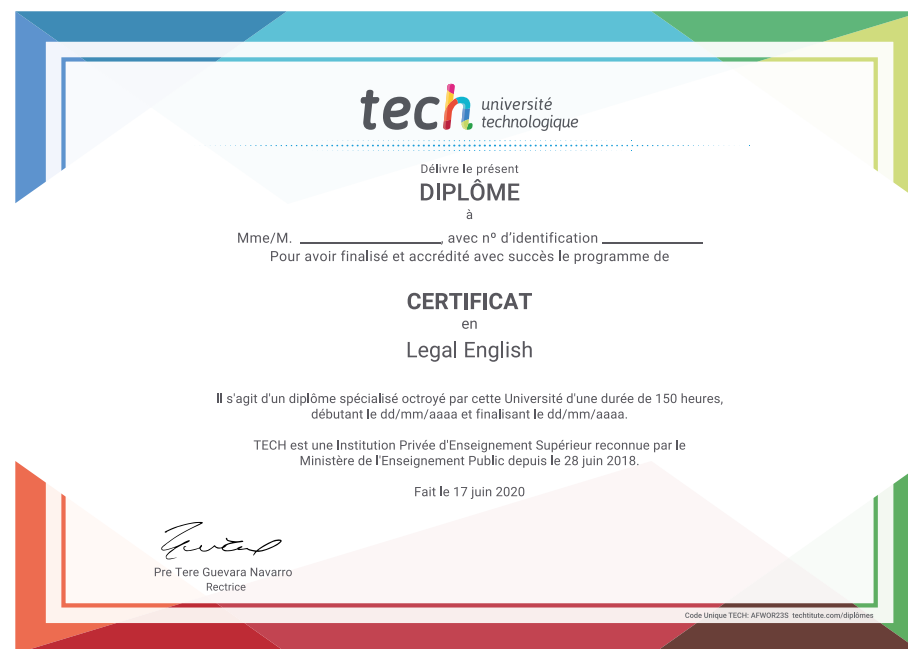 tech université
technologique
Délivre le présent
DIPLÔME
à
Mme/M. ____________________, avec nº d'identification ______________
Pour avoir finalisé et accrédité avec succès le programme de
CERTIFICAT
en
Legal English
Il s'agit d'un diplôme spécialisé octroyé par cette Université d'une durée de 150 heures,
débutant le dd/mm/aaaa et finalisant le dd/mm/aaaa.
TECH est une Institution Privée d'Enseignement Supérieur reconnue par le
Ministère de l'Enseignement Public depuis le 28 juin 2018.
Fait le 17 juin 2020
Pre Tere Guevara Navarro
Rectrice
Code Unique TECH: AFWOR23S techtitute.com/diplômes